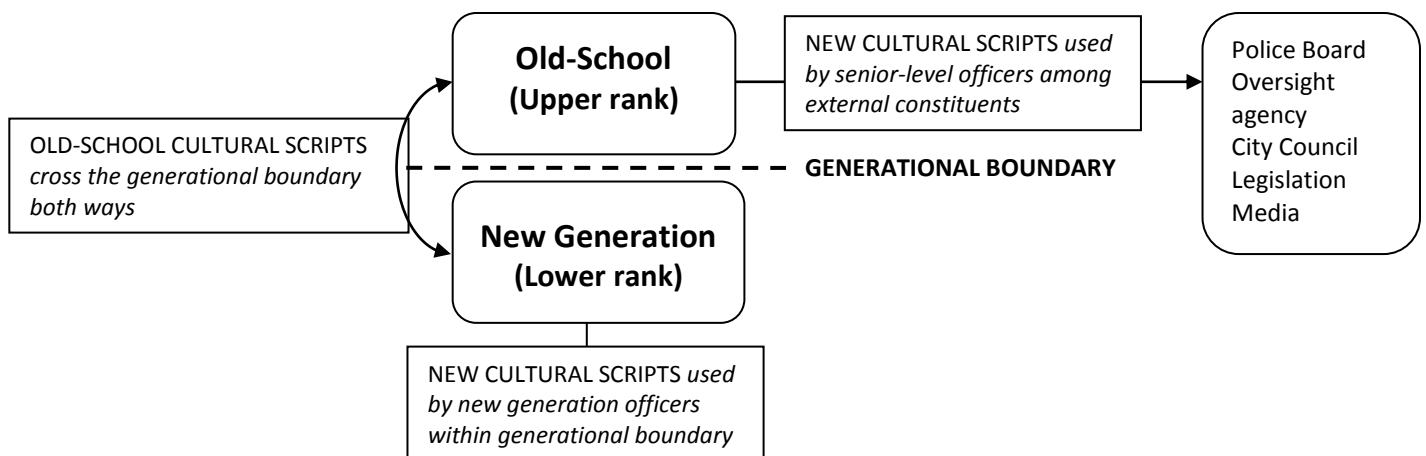 Old-School
(Upper rank)
NEW CULTURAL SCRIPTS used
by senior-level officers among
external constituents
Police Board
Oversight
agency
City Council
Legislation
Media
OLD-SCHOOL CULTURAL SCRIPTS
cross the generational boundary
both ways
GENERATIONAL BOUNDARY
New Generation
(Lower rank)
NEW CULTURAL SCRIPTS used
by new generation officers
within generational boundary